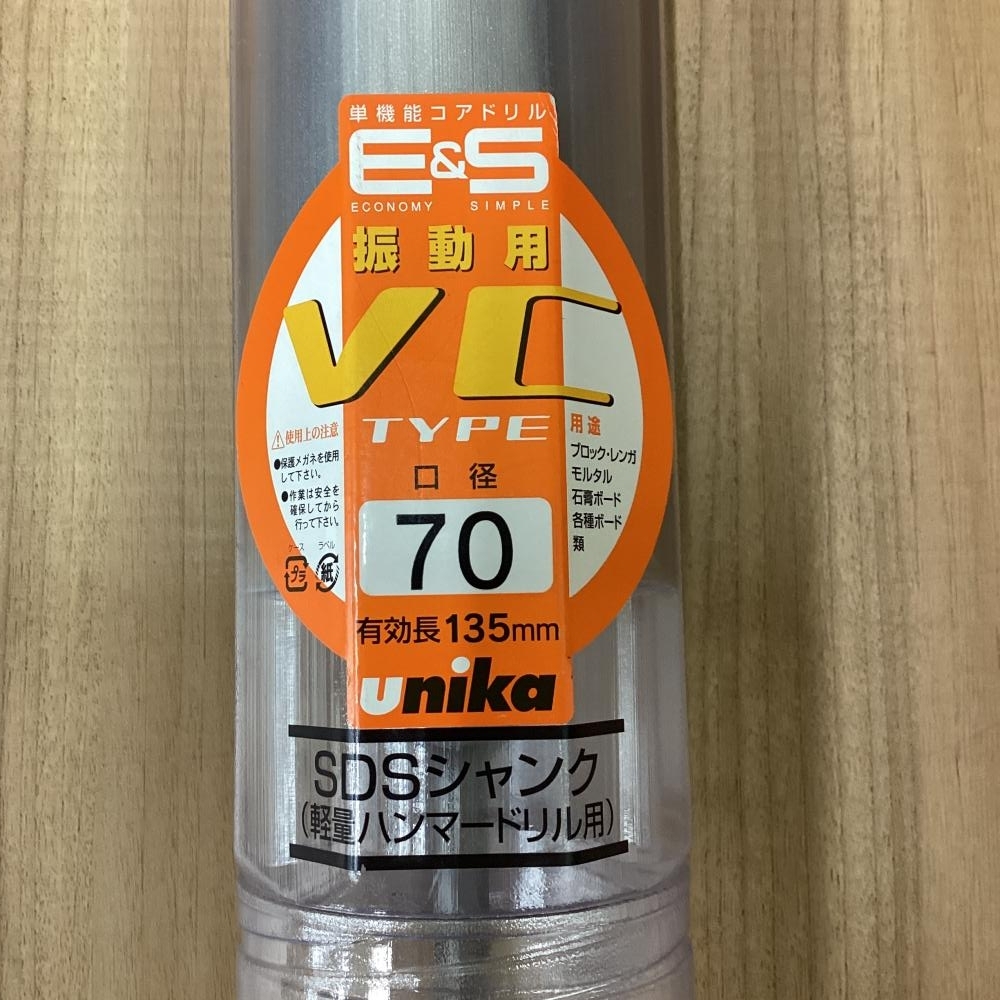 単機能コアドリル
E&S
ECONOMY SIMPLE
振動用
VC
TYPE
⚠使用上の注意
●保護メガネを使用
して下さい。
●作業は安全を
確保してから
行って下さい。
ケース ラベル
プラ 紙
用途
ブロック・レンガ
モルタル
石膏ボード
各種ボード
類
口径
70
有効長135mm
unika
SDSシャンク
(軽量ハンマードリル用)